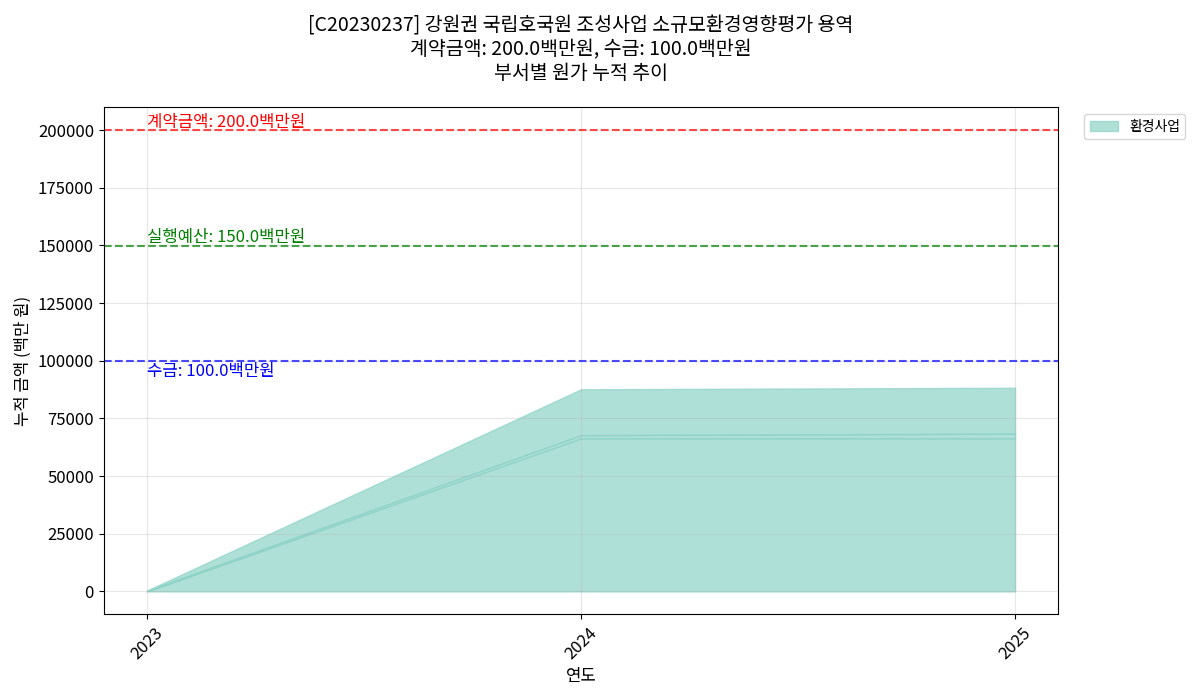 [C20230237] 강원권 국립호국원 조성사업 소규모환경영향평가 용역
계약금액: 200.0백만원, 수금: 100.0백만원
부서별 원가 누적 추이
계약금액: 200.0백만원
실행예산: 150.0백만원
수금: 100.0백만원
환경사업
누적 금액 (백만 원)
200000
175000
150000
125000
100000
75000
50000
25000
0
2023
2024
2025
연도